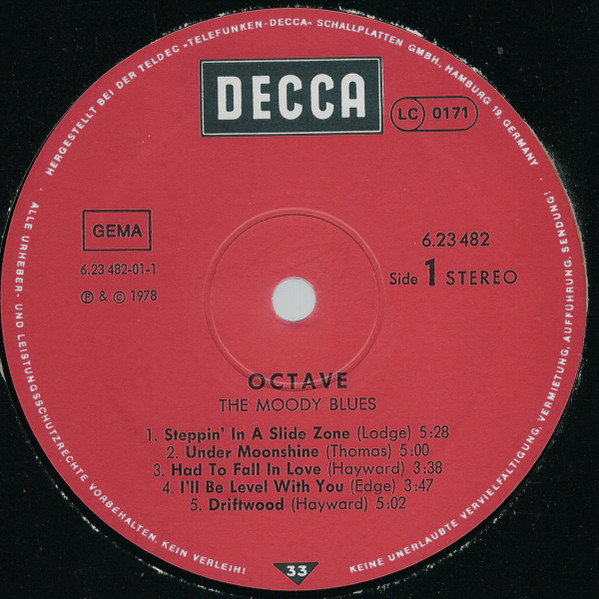 HERGESTELLT BEI DER TELDEC »TELEFUNKEN-DECCA« SCHALLPLATTEN GMBH., HAMBURG 19, GERMANY ·
DECCA
LC 0171
GEMA
6.23 482-01-1
℗ & © 1978
6.23 482
Side 1 STEREO
OCTAVE
THE MOODY BLUES
1. Steppin' In A Slide Zone (Lodge) 5:28
2. Under Moonshine (Thomas) 5:00
3. Had To Fall In Love (Hayward) 3:38
4. I'll Be Level With You (Edge) 3:47
5. Driftwood (Hayward) 5:02
33
· ALLE URHEBER- UND LEISTUNGSSCHUTZRECHTE VORBEHALTEN. KEIN VERLEIH!
KEINE UNERLAUBTE VERVIELFÄLTIGUNG, VERMIETUNG, AUFFÜHRUNG, SENDUNG!